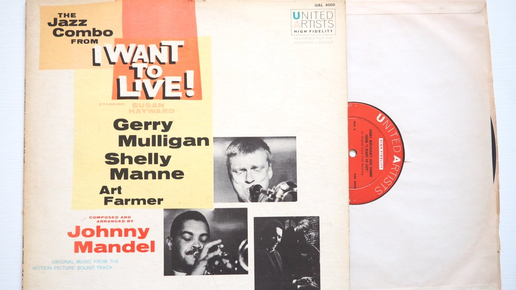 THE
JAZZ
COMBO
FROM
I WANT
TO
LIVE!
STARRING
SUSAN
HAYWARD
UAL 4006
UNITED
ARTISTS
HIGH FIDELITY
Gerry
Mulligan
Shelly
Manne
Art
Farmer
COMPOSED AND
ARRANGED BY
Johnny
Mandel
ORIGINAL MUSIC FROM THE
MOTION PICTURE SOUND TRACK
UNITED ARTISTS